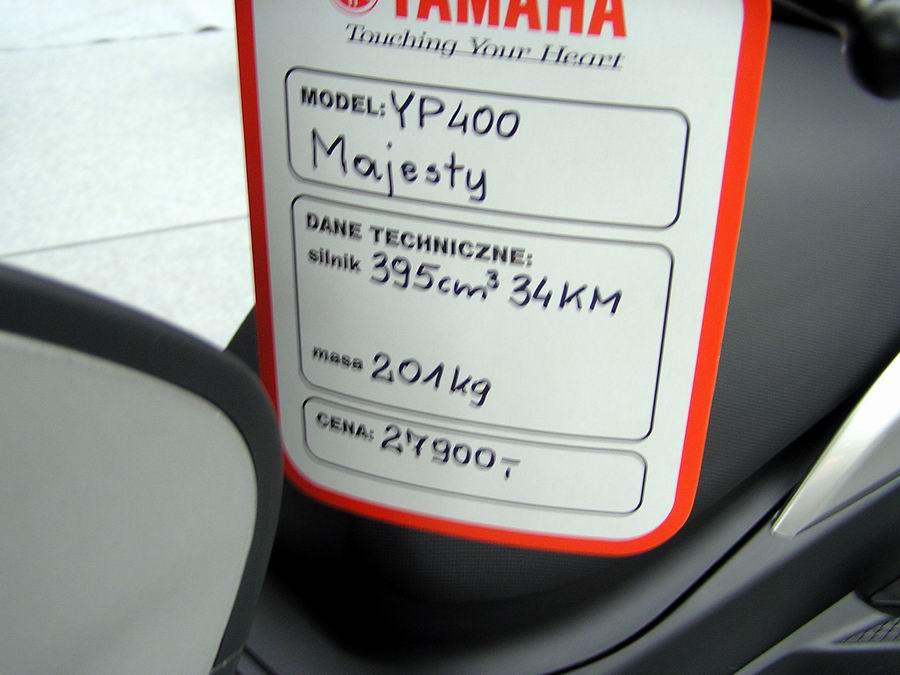 YAMAHA
Touching Your Heart
MODEL: YP400
Majesty
DANE TECHNICZNE:
silnik 395cm³ 34KM
masa 201kg
CENA: 27900,-